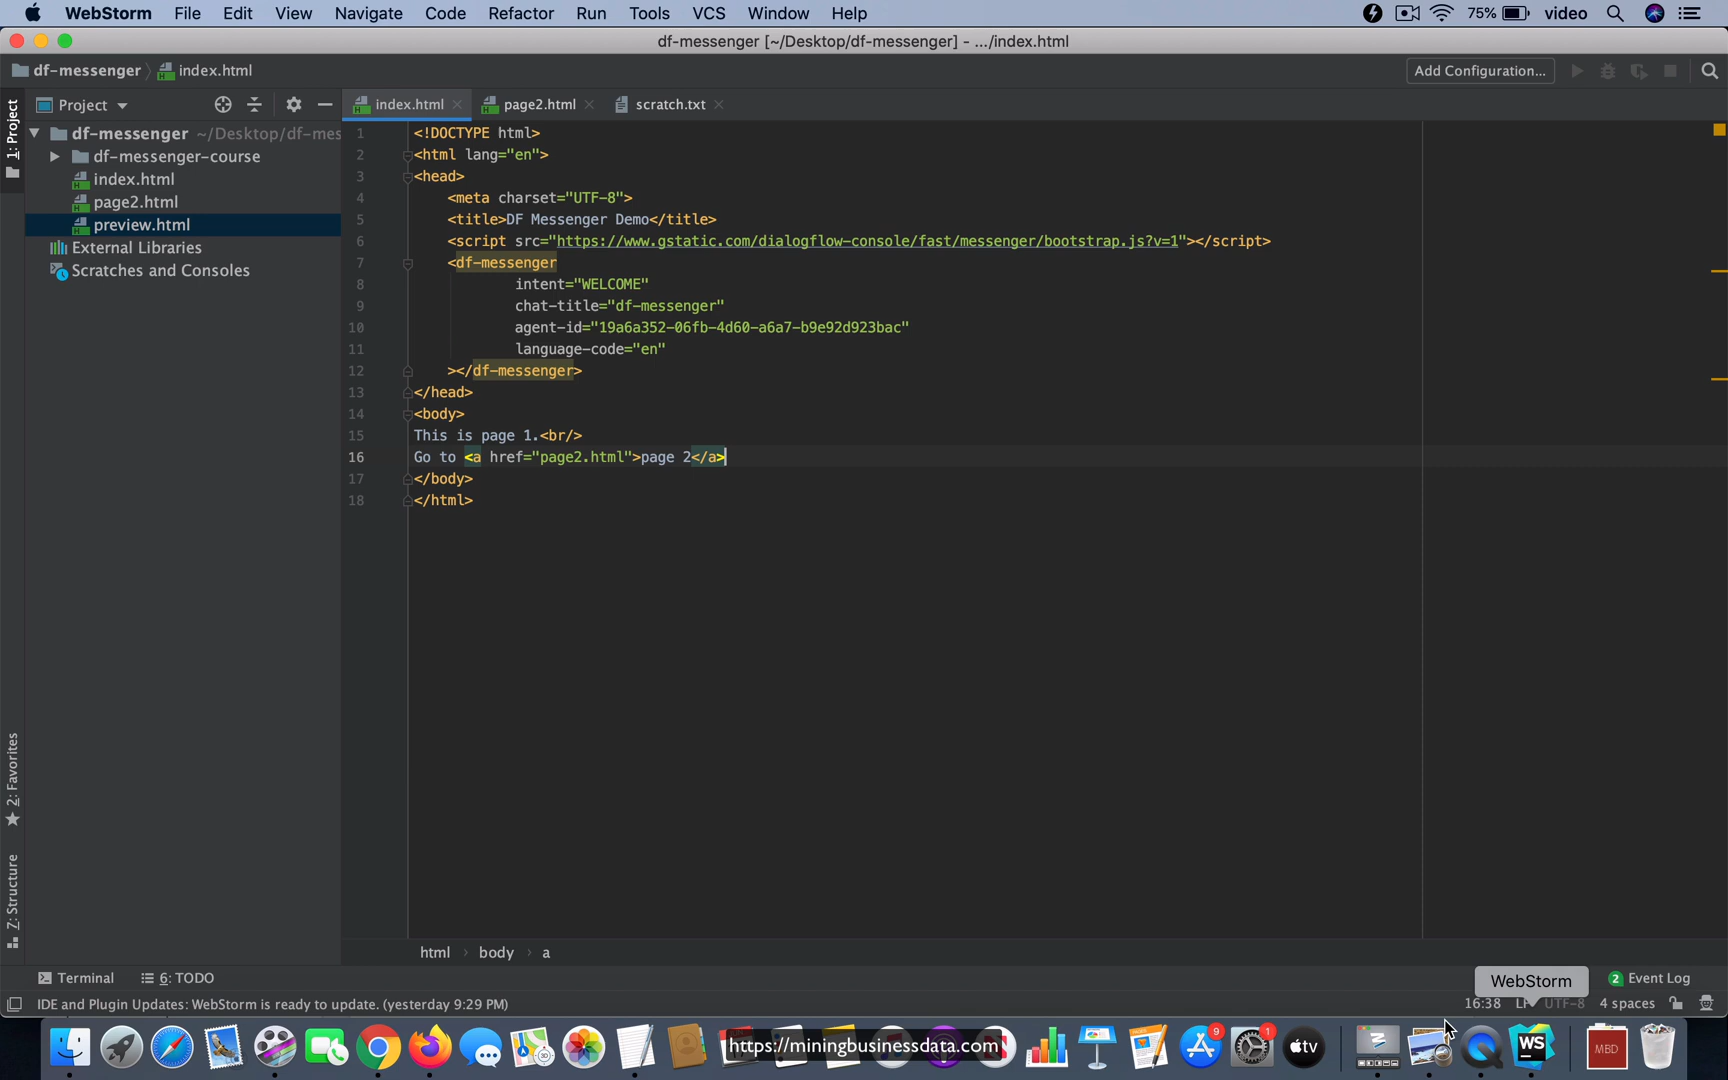 WebStorm File Edit View Navigate Code Refactor Run Tools VCS Window Help 75% video
df-messenger [~/Desktop/df-messenger] - .../index.html
df-messenger index.html Add Configuration...
1: Project
Project
index.html page2.html scratch.txt
df-messenger ~/Desktop/df-mes
df-messenger-course
index.html
page2.html
preview.html
External Libraries
Scratches and Consoles
1 <!DOCTYPE html>
2 <html lang="en">
3 <head>
4 <meta charset="UTF-8">
5 <title>DF Messenger Demo</title>
6 <script src="https://www.gstatic.com/dialogflow-console/fast/messenger/bootstrap.js?v=1"></script>
7 <df-messenger
8 intent="WELCOME"
9 chat-title="df-messenger"
10 agent-id="19a6a352-06fb-4d60-a6a7-b9e92d923bac"
11 language-code="en"
12 ></df-messenger>
13 </head>
14 <body>
15 This is page 1.<br/>
16 Go to <a href="page2.html">page 2</a>
17 </body>
18 </html>
2: Favorites
Z: Structure
html body a
Terminal 6: TODO WebStorm 2 Event Log
IDE and Plugin Updates: WebStorm is ready to update. (yesterday 9:29 PM) 16:38 LF UTF-8 4 spaces
https://miningbusinessdata.com
9 1 tv WS MBD